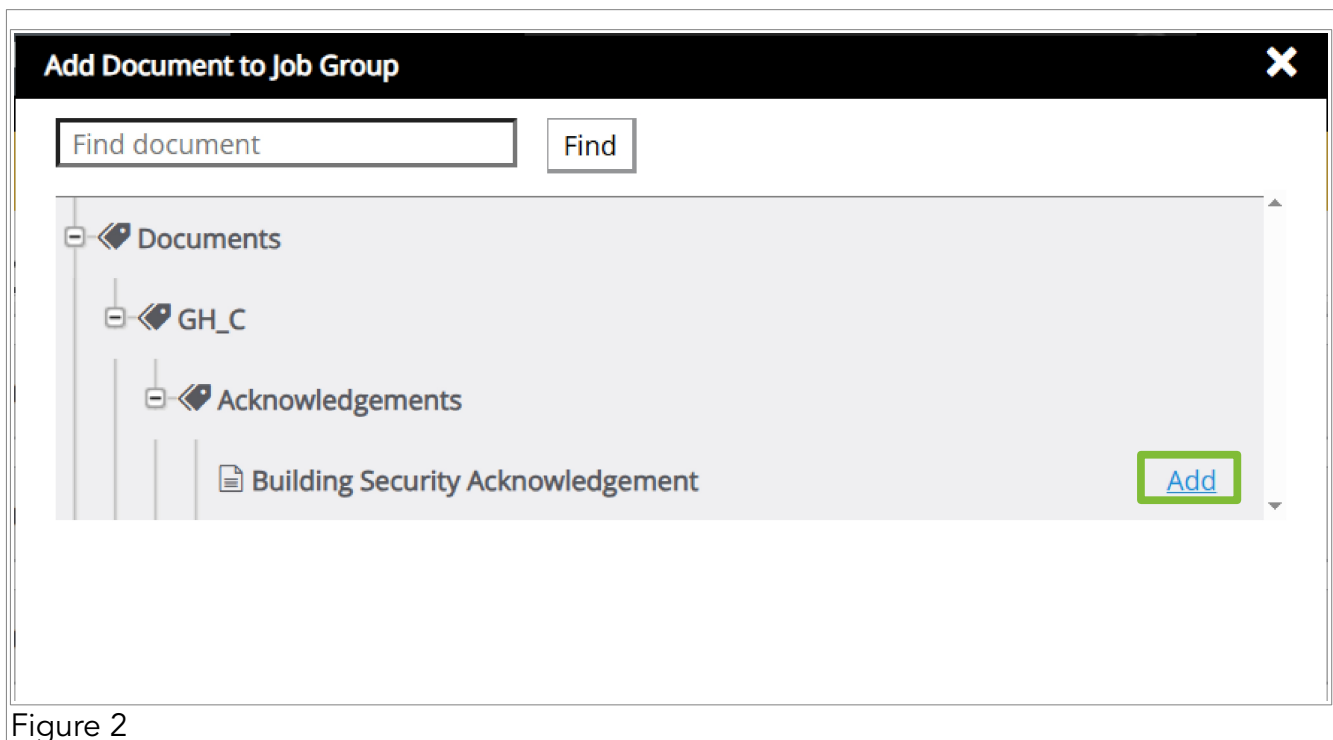 Add Document to Job Group
Find document
Find
Documents
GH_C
Acknowledgements
Building Security Acknowledgement Add
Figure 2